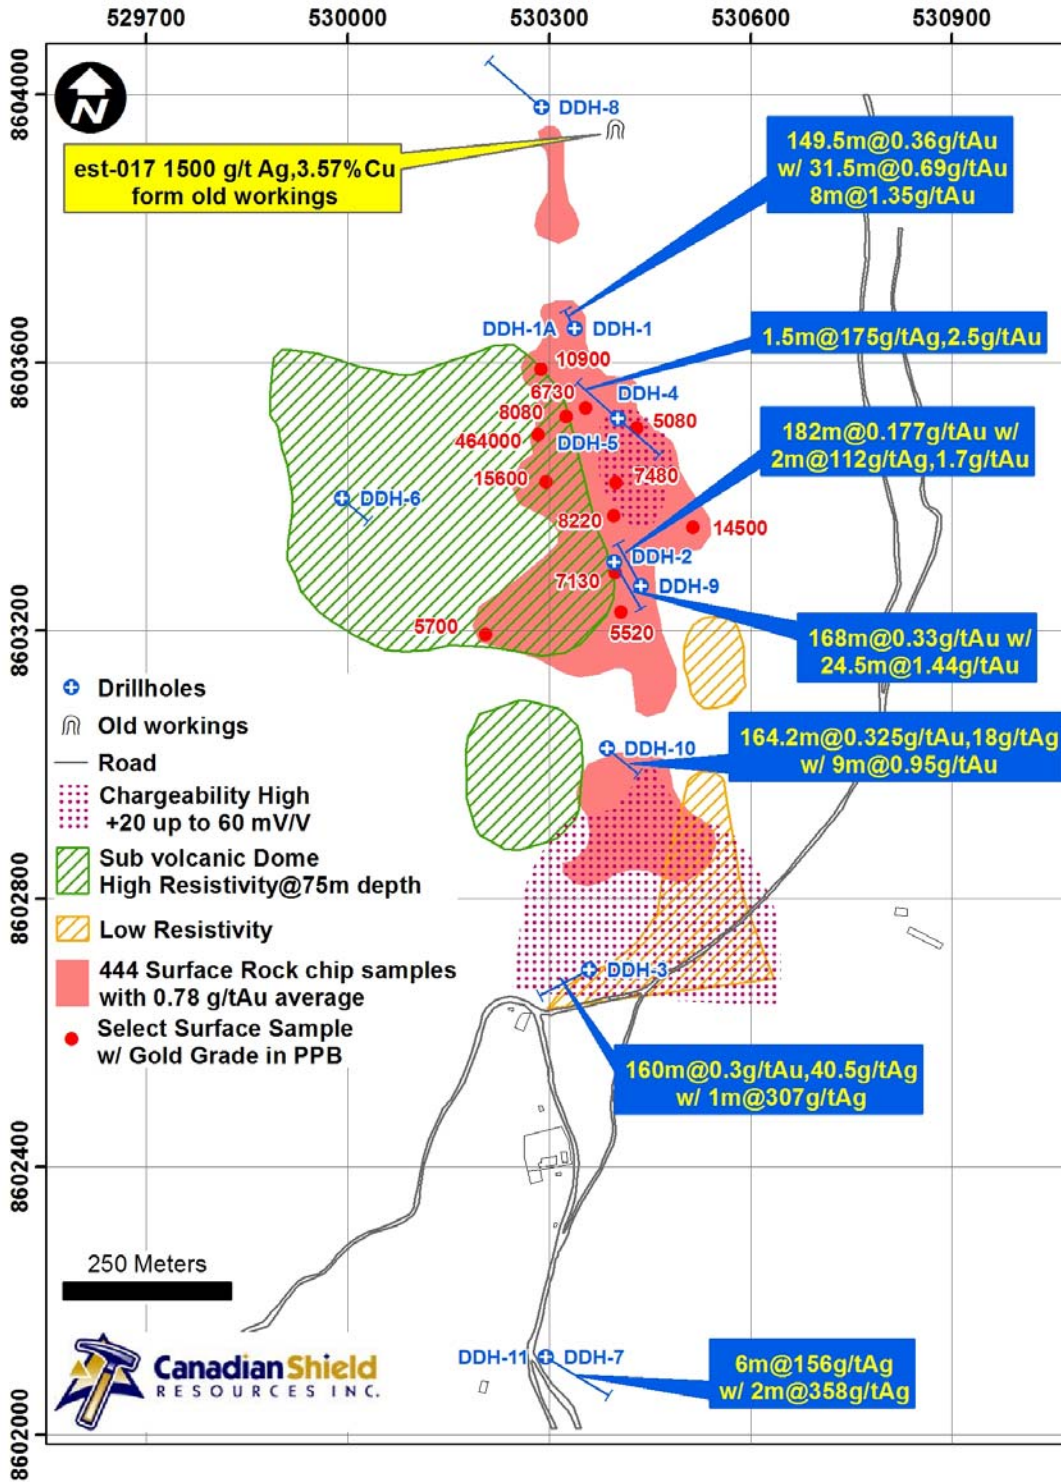 529700
530000
530300
530600
530900
8604000
8603600
8603200
8602800
8602400
8602000
N
DDH-8
est-017 1500 g/t Ag,3.57%Cu
form old workings
149.5m@0.36g/tAu
w/ 31.5m@0.69g/tAu
8m@1.35g/tAu
DDH-1A
DDH-1
10900
1.5m@175g/tAg,2.5g/tAu
6730
DDH-4
8080
5080
464000
DDH-5
182m@0.177g/tAu w/
2m@112g/tAg,1.7g/tAu
15600
7480
DDH-6
8220
14500
DDH-2
7130
DDH-9
5700
5520
168m@0.33g/tAu w/
24.5m@1.44g/tAu
DDH-10
164.2m@0.325g/tAu,18g/tAg
w/ 9m@0.95g/tAu
Drillholes
Old workings
Road
Chargeability High
+20 up to 60 mV/V
Sub volcanic Dome
High Resistivity@75m depth
Low Resistivity
444 Surface Rock chip samples
with 0.78 g/tAu average
Select Surface Sample
w/ Gold Grade in PPB
DDH-3
160m@0.3g/tAu,40.5g/tAg
w/ 1m@307g/tAg
250 Meters
Canadian Shield
RESOURCES INC.
DDH-11
DDH-7
6m@156g/tAg
w/ 2m@358g/tAg